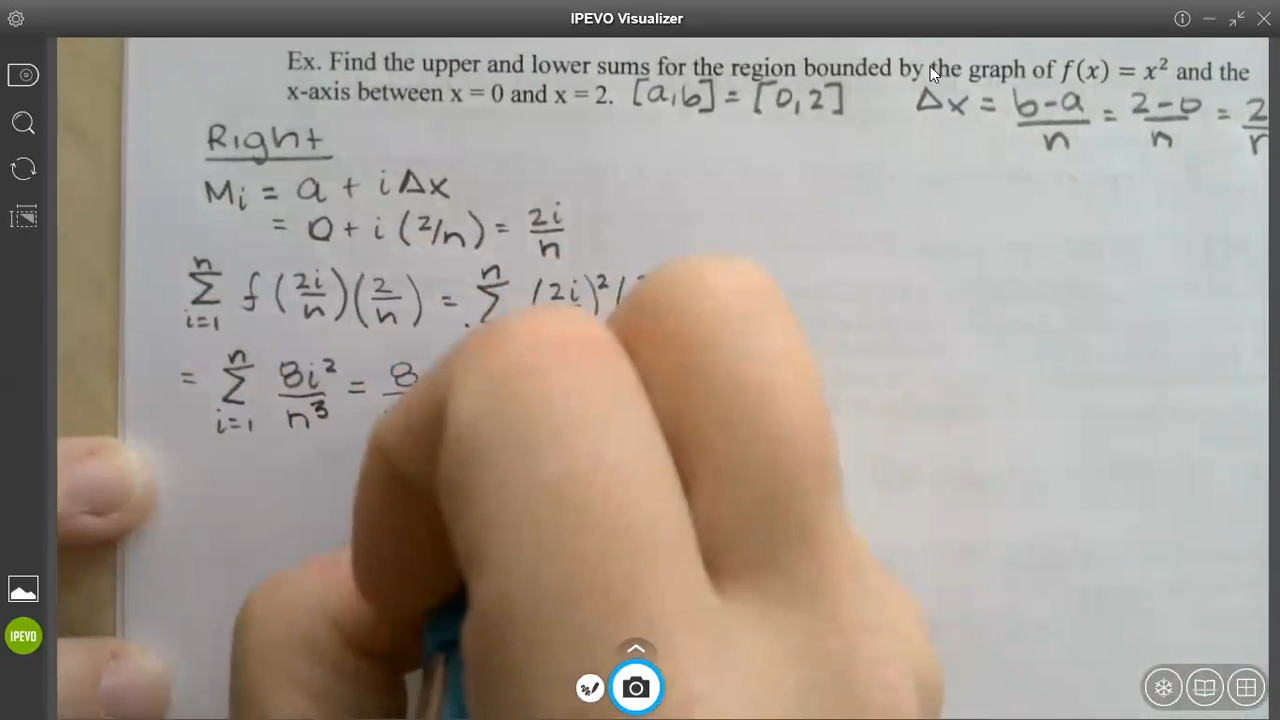 IPEVO Visualizer
Ex. Find the upper and lower sums for the region bounded by the graph of f(x) = x² and the
x-axis between x = 0 and x = 2. [a,b] = [0,2] Δx = b-a/n = 2-0/n = 2/n
Right
Mi = a + iΔx
= 0 + i(2/n) = 2i/n
n Σ i=1 f(2i/n)(2/n) = n Σ (2i)²(
= n Σ i=1 8i²/n³ = 8
IPEVO